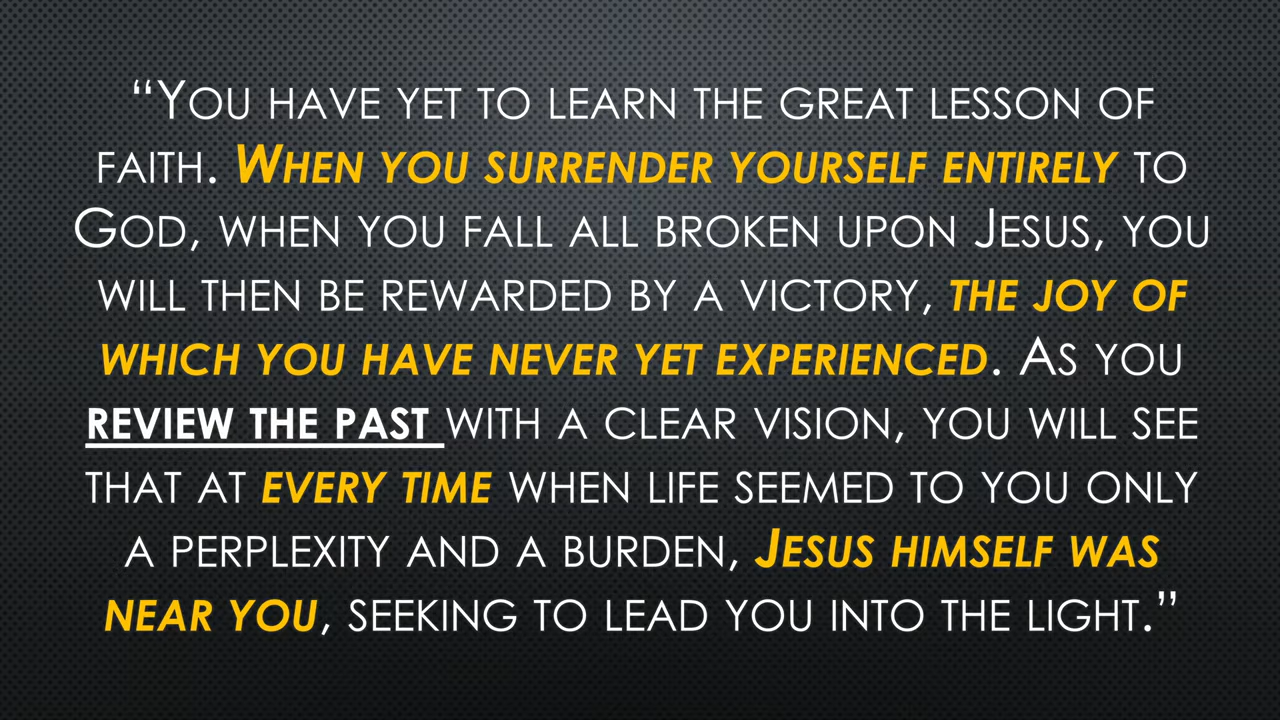 “You have yet to learn the great lesson of
faith. When you surrender yourself entirely to
God, when you fall all broken upon Jesus, you
will then be rewarded by a victory, the joy of
which you have never yet experienced. As you
review the past with a clear vision, you will see
that at every time when life seemed to you only
a perplexity and a burden, Jesus himself was
near you, seeking to lead you into the light.”